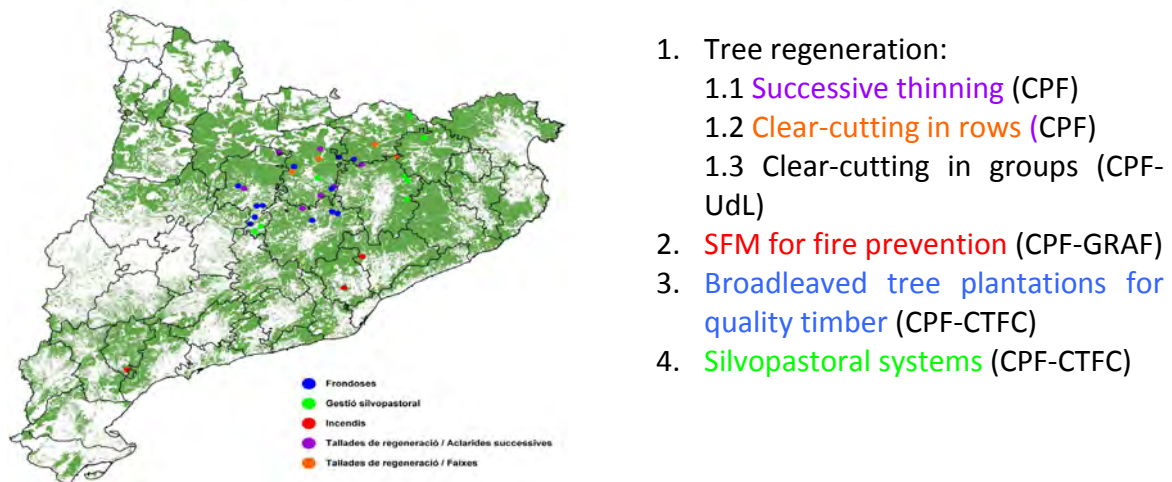 Frondoses
Gestió silvopastoral
Incendis
Tallades de regeneració / Aclarides successives
Tallades de regeneració / Faixes
1. Tree regeneration:
1.1 Successive thinning (CPF)
1.2 Clear-cutting in rows (CPF)
1.3 Clear-cutting in groups (CPF-
UdL)
2. SFM for fire prevention (CPF-GRAF)
3. Broadleaved tree plantations for
quality timber (CPF-CTFC)
4. Silvopastoral systems (CPF-CTFC)